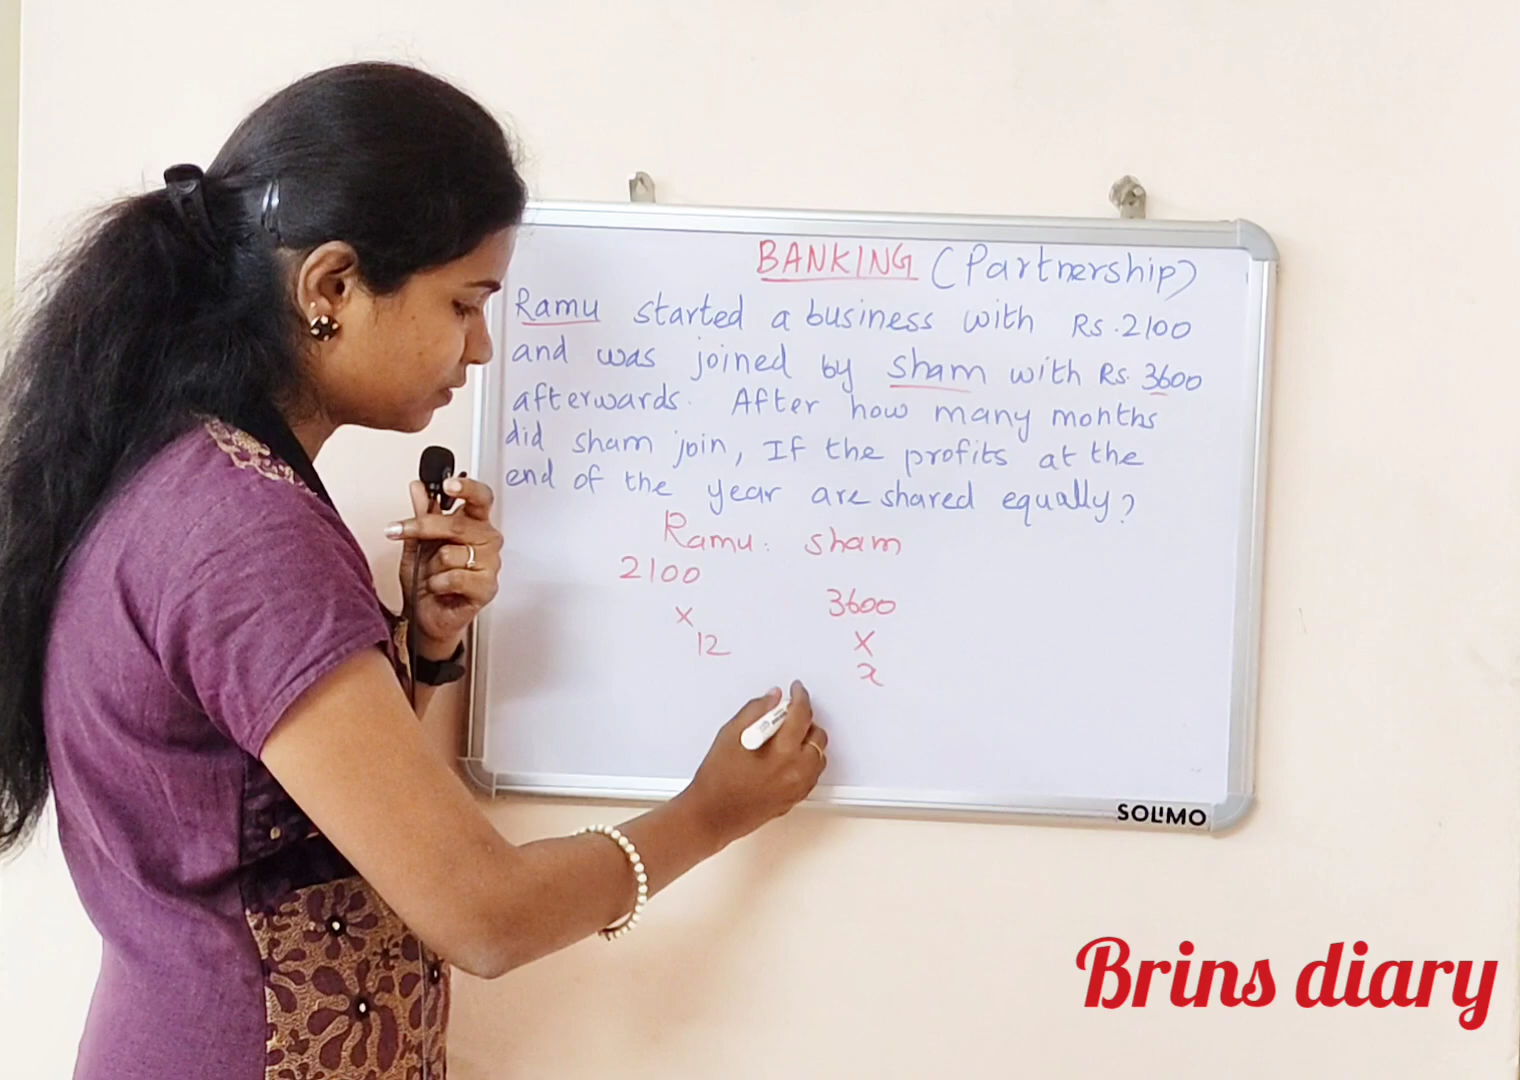 BANKING (Partnership)
Ramu started a business with Rs.2100
and was joined by sham with Rs. 3600
afterwards. After how many months
did sham join, If the profits at the
end of the year are shared equally?
Ramu: sham
2100
3600
x
x
12
x
SOLIMO
Brins diary